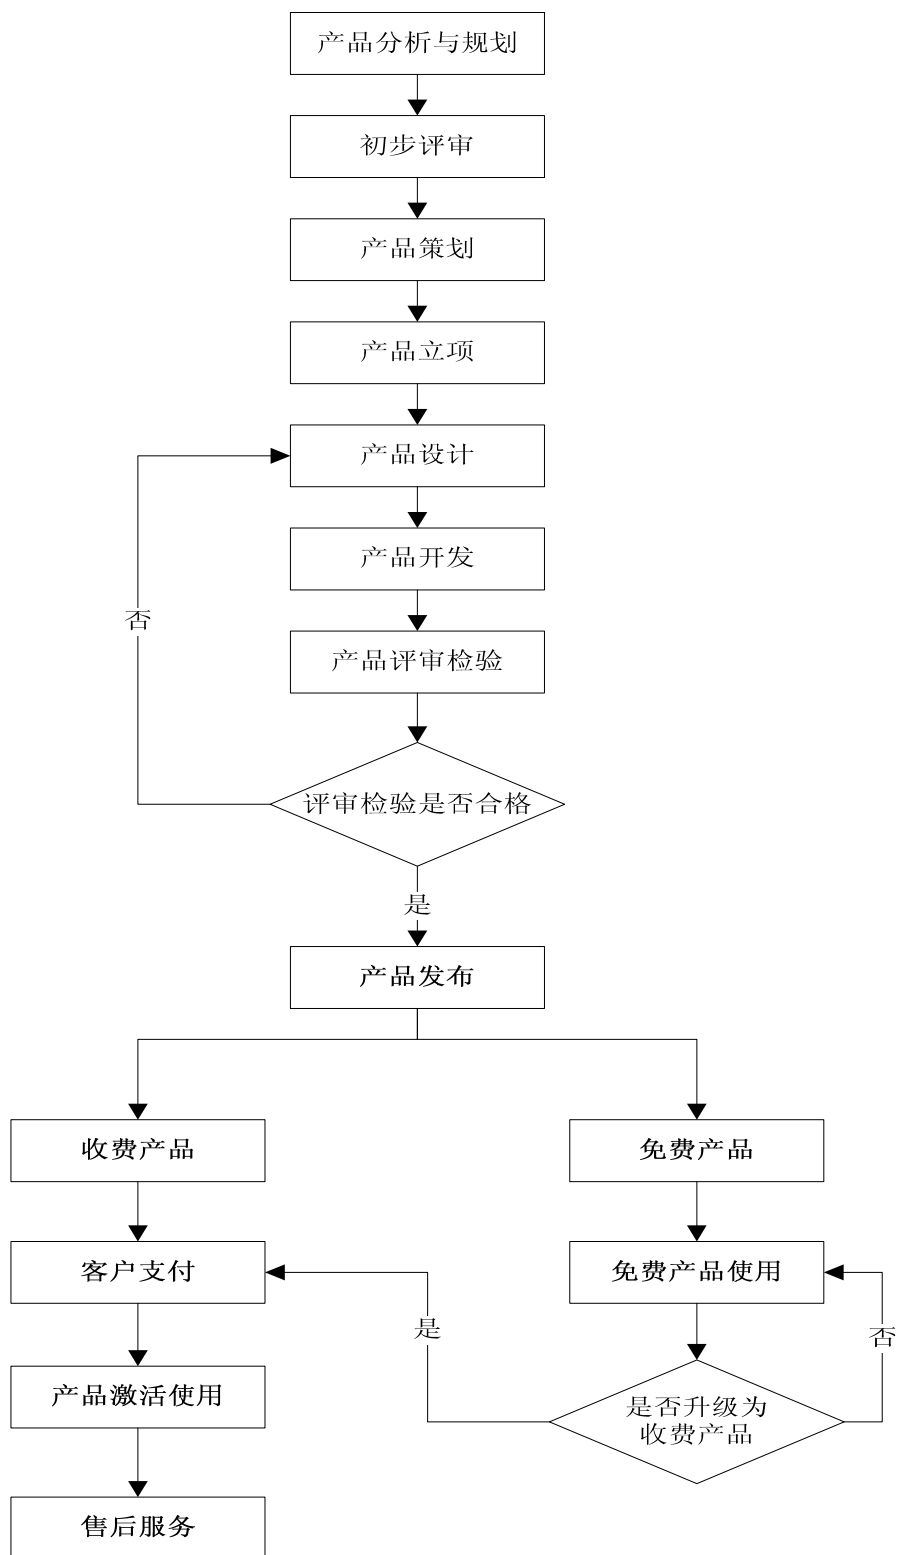 产品分析与规划
初步评审
产品策划
产品立项
产品设计
产品开发
否
产品评审检验
评审检验是否合格
是
产品发布
收费产品
免费产品
客户支付
免费产品使用
是
否
产品激活使用
是否升级为
收费产品
售后服务